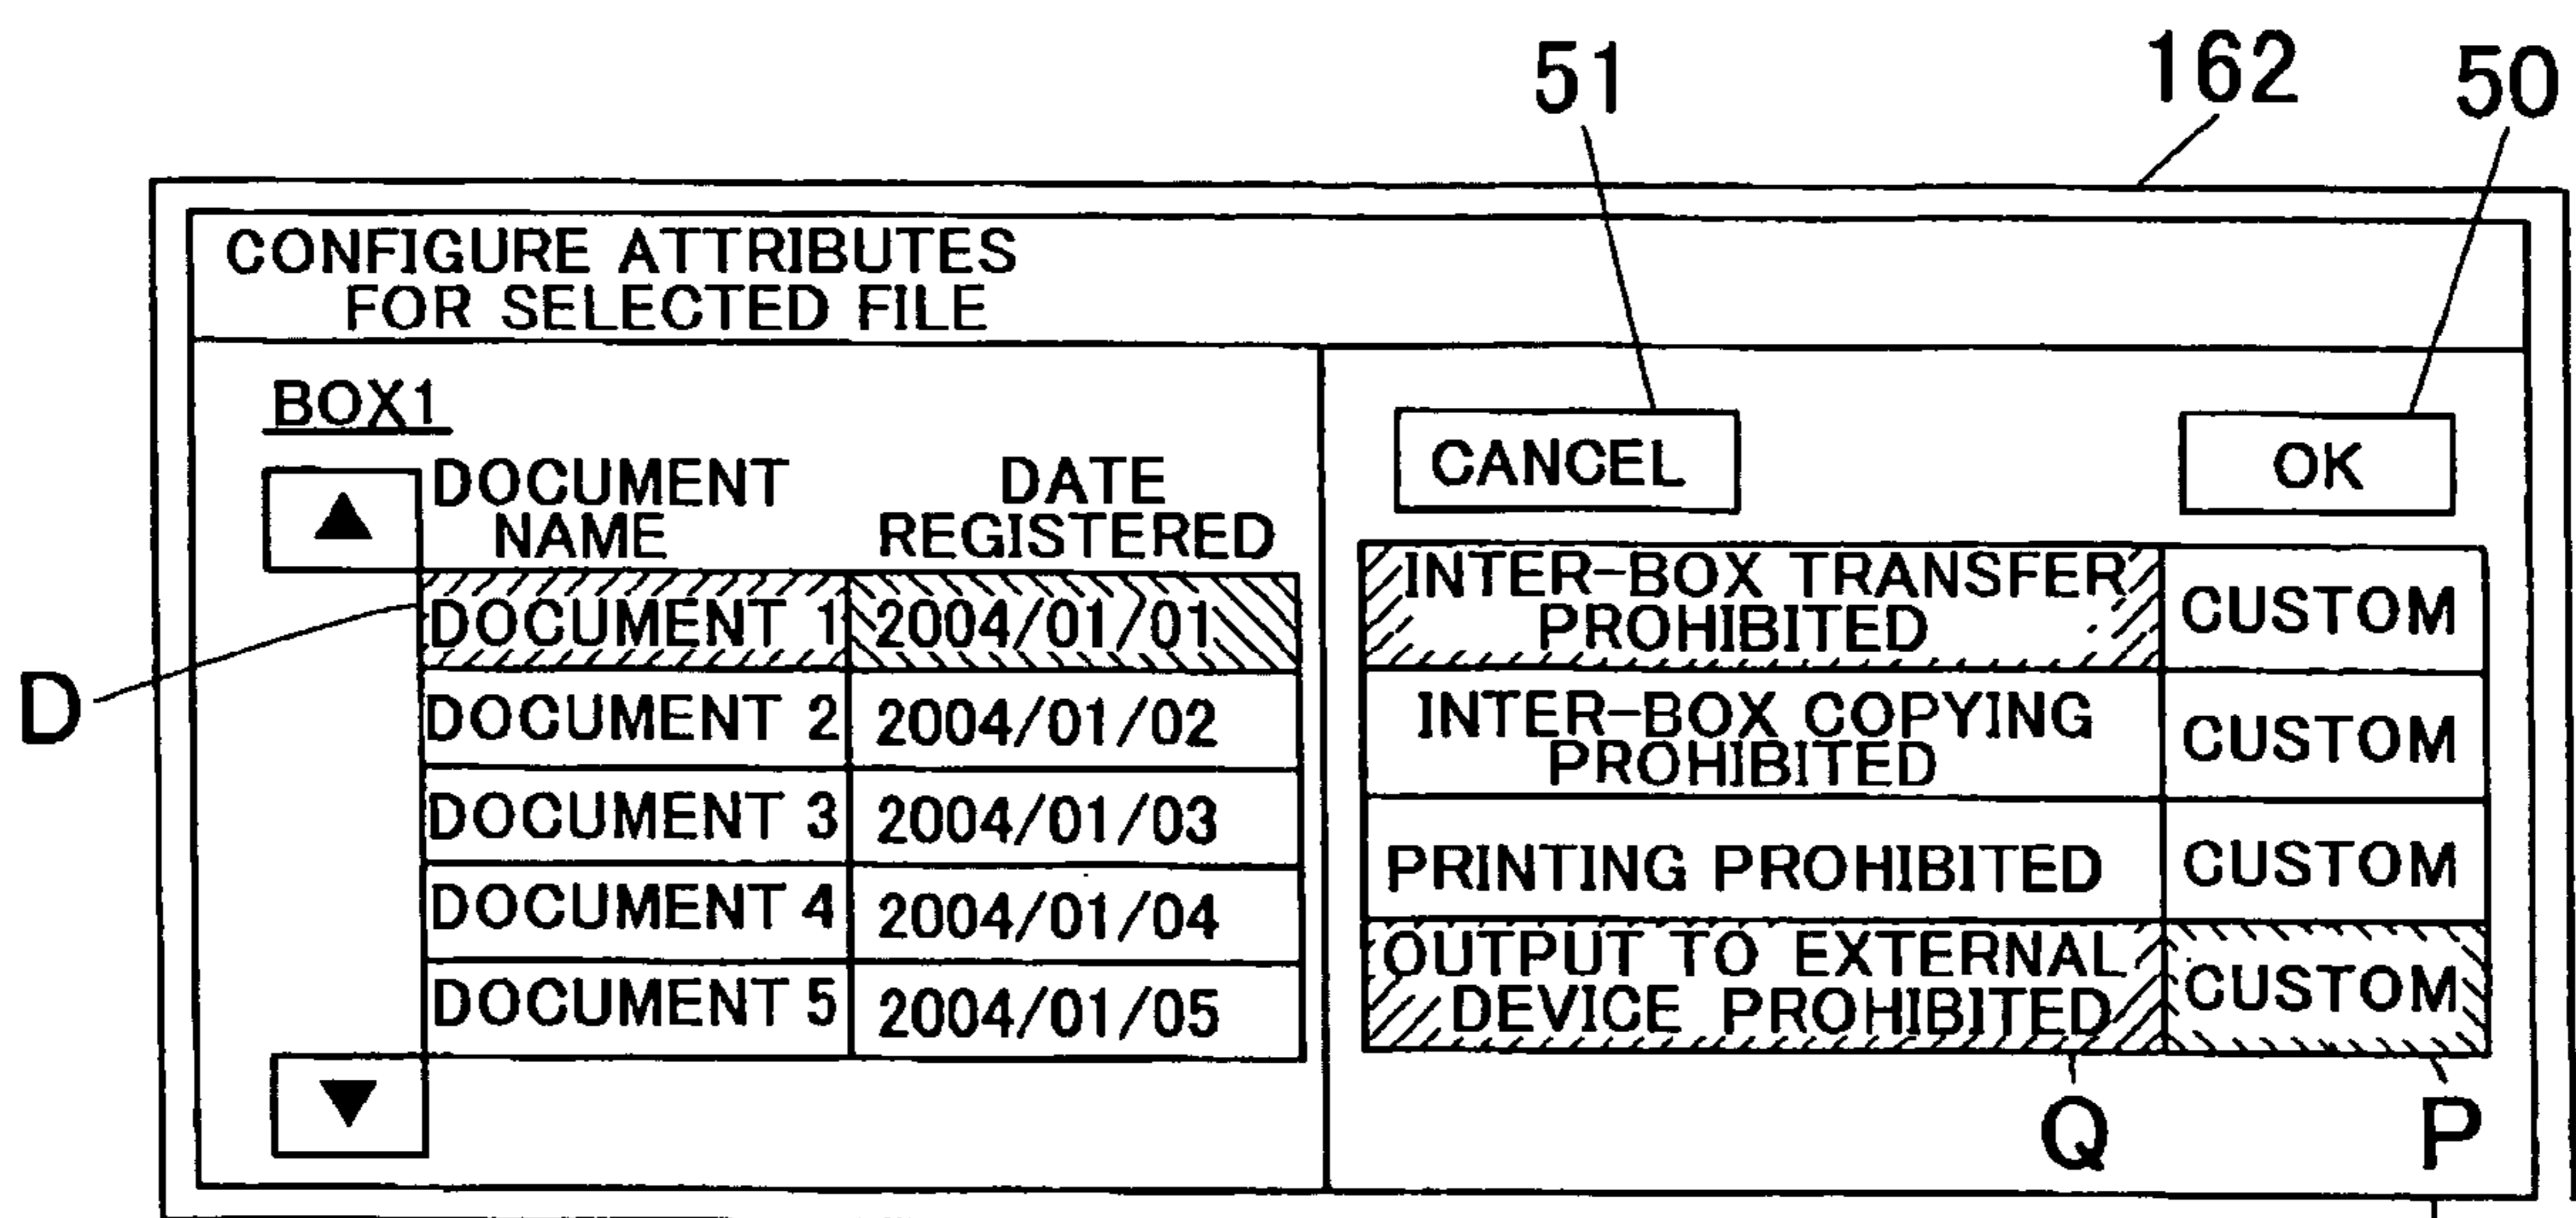 51
162
50
CONFIGURE ATTRIBUTES
FOR SELECTED FILE
BOX1
▲
DOCUMENT
NAME
DATE
REGISTERED
DOCUMENT 1 2004/01/01
DOCUMENT 2 2004/01/02
DOCUMENT 3 2004/01/03
DOCUMENT 4 2004/01/04
DOCUMENT 5 2004/01/05
▼
D
CANCEL
OK
INTER-BOX TRANSFER
PROHIBITED
CUSTOM
INTER-BOX COPYING
PROHIBITED
CUSTOM
PRINTING PROHIBITED CUSTOM
OUTPUT TO EXTERNAL
DEVICE PROHIBITED
CUSTOM
Q
P